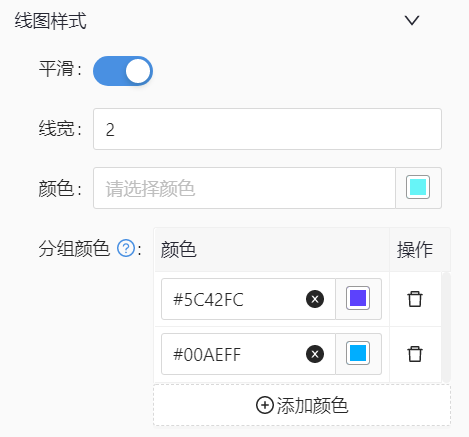 线图样式
平滑：
线宽： 2
颜色： 请选择颜色
分组颜色 ?： 颜色 操作
#5C42FC
#00AEFF
添加颜色